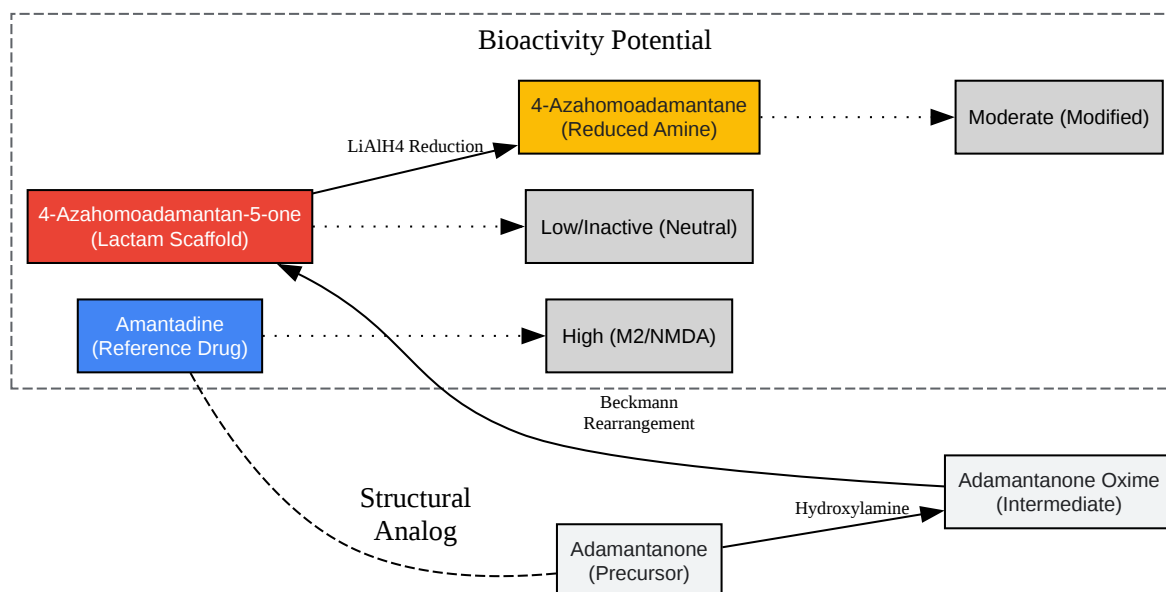 Bioactivity Potential
4-Azahomoadamantane
(Reduced Amine)
Moderate (Modified)
LiAlH4 Reduction
4-Azahomoadamantan-5-one
(Lactam Scaffold)
Low/Inactive (Neutral)
Amantadine
(Reference Drug)
High (M2/NMDA)
Beckmann
Rearrangement
Adamantanone Oxime
(Intermediate)
Structural
Analog
Hydroxylamine
Adamantanone
(Precursor)